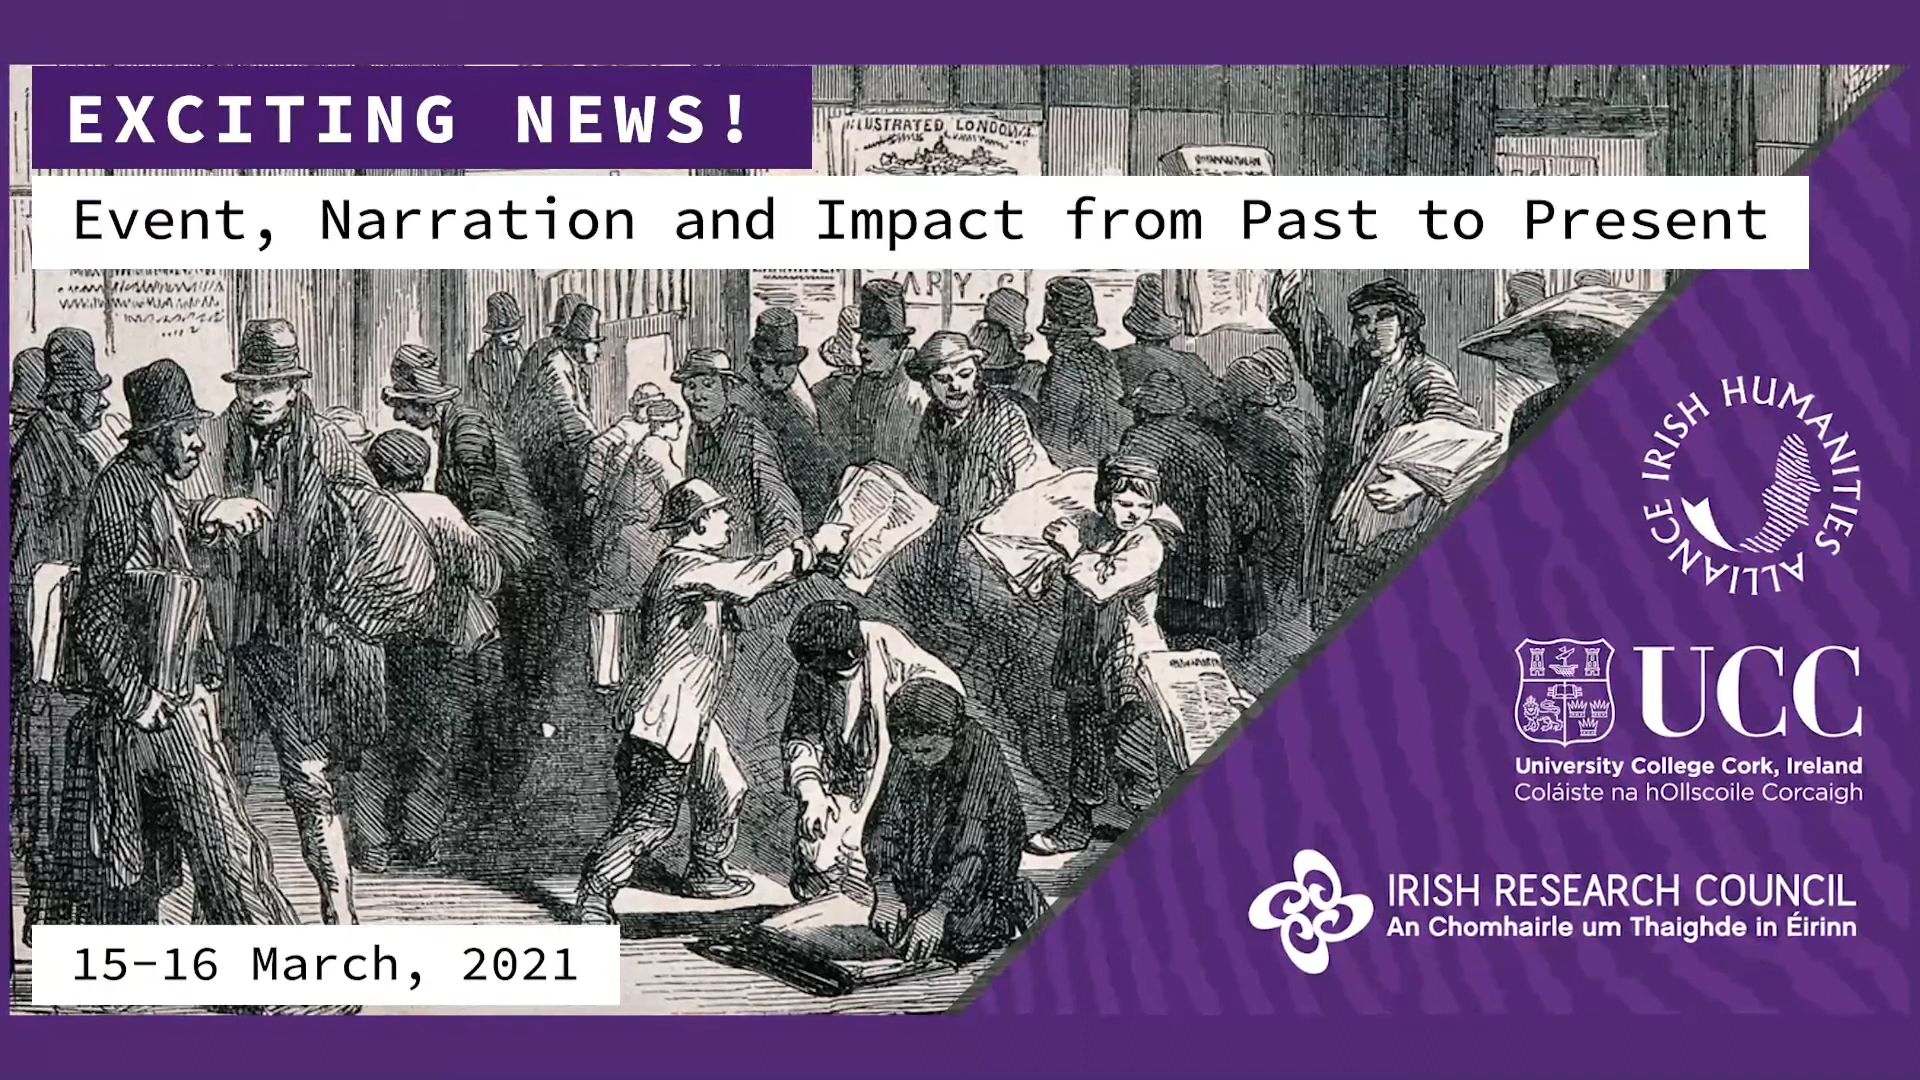 EXCITING NEWS!
ILLUSTRATED LONDON
Event, Narration and Impact from Past to Present
ARY
IRISH HUMANITIES ALLIANCE
UCC
University College Cork, Ireland
Coláiste na hOllscoile Corcaigh
IRISH RESEARCH COUNCIL
An Chomhairle um Thaighde in Éirinn
15-16 March, 2021